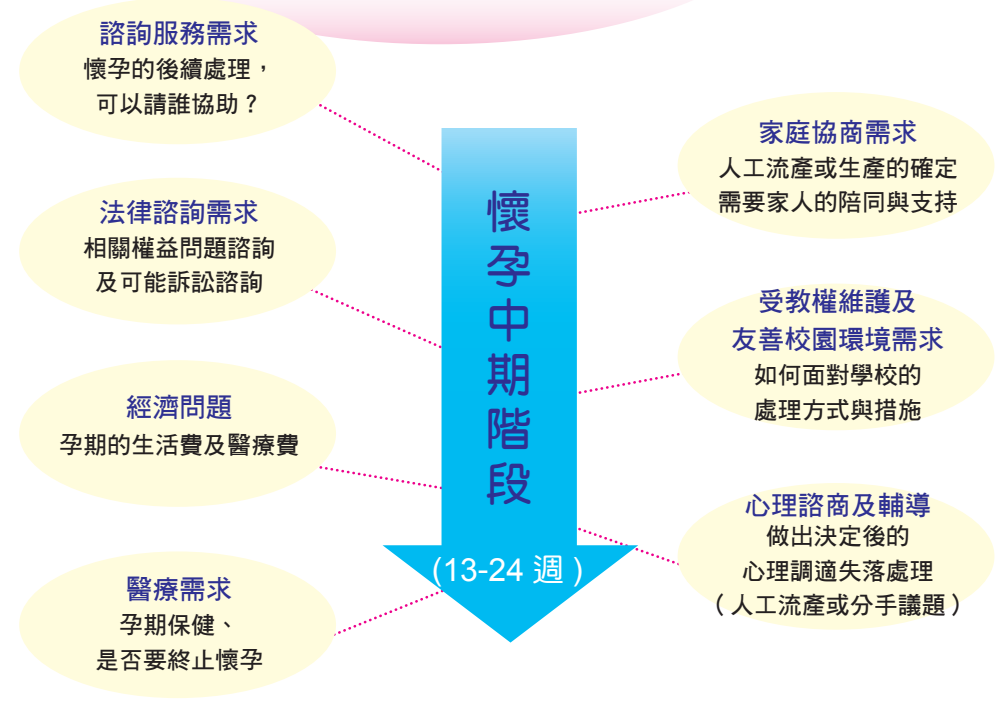 諮詢服務需求
懷孕的後續處理，
可以請誰協助？
法律諮詢需求
相關權益問題諮詢
及可能訴訟諮詢
經濟問題
孕期的生活費及醫療費
醫療需求
孕期保健、
是否要終止懷孕
懷孕中期階段
(13-24 週 )
家庭協商需求
人工流產或生產的確定
需要家人的陪同與支持
受教權維護及
友善校園環境需求
如何面對學校的
處理方式與措施
心理諮商及輔導
做出決定後的
心理調適失落處理
（人工流產或分手議題）